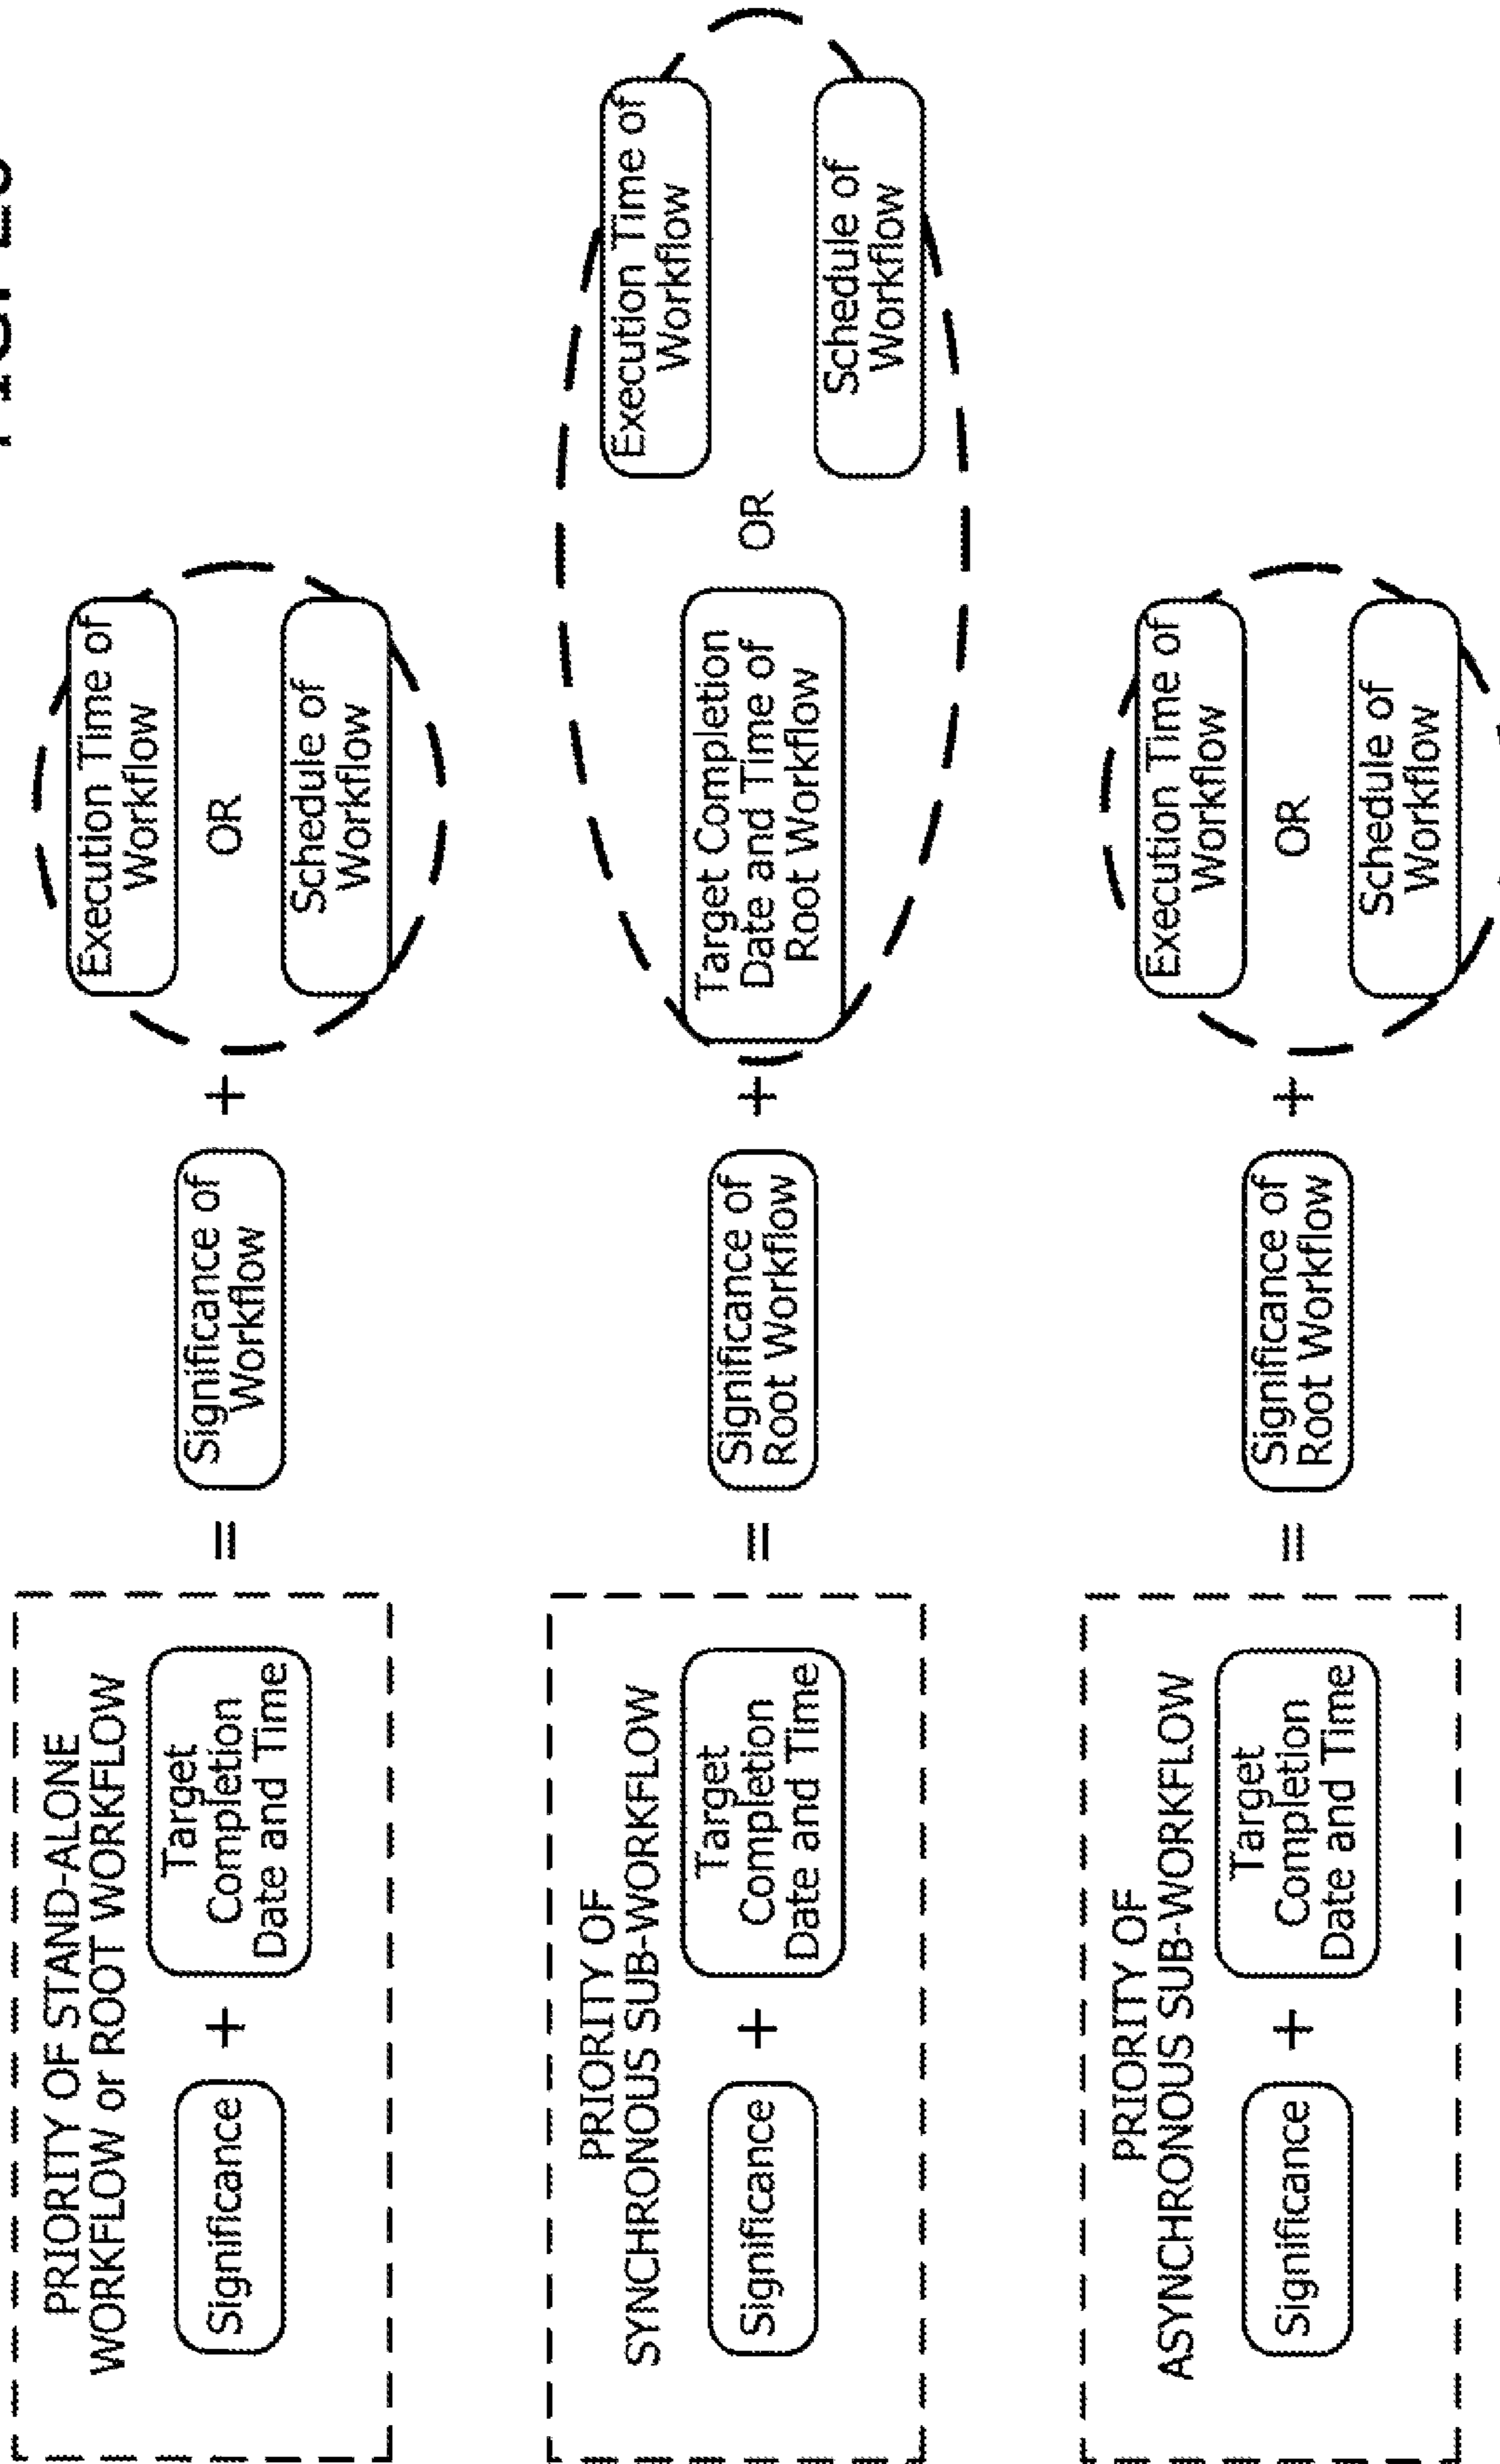 PRIORITY OF STAND-ALONE
WORKFLOW or ROOT WORKFLOW
Significance
+
Target
Completion
Date and Time
=
Significance of
Workflow
+
Execution Time of
Workflow
OR
Schedule of
Workflow
PRIORITY OF
SYNCHRONOUS SUB-WORKFLOW
Significance
+
Target
Completion
Date and Time
=
Significance of
Root Workflow
+
Target Completion
Date and Time of
Root Workflow
OR
Execution Time of
Workflow
Schedule of
Workflow
PRIORITY OF
ASYNCHRONOUS SUB-WORKFLOW
Significance
+
Target
Completion
Date and Time
=
Significance of
Root Workflow
+
Execution Time of
Workflow
OR
Schedule of
Workflow